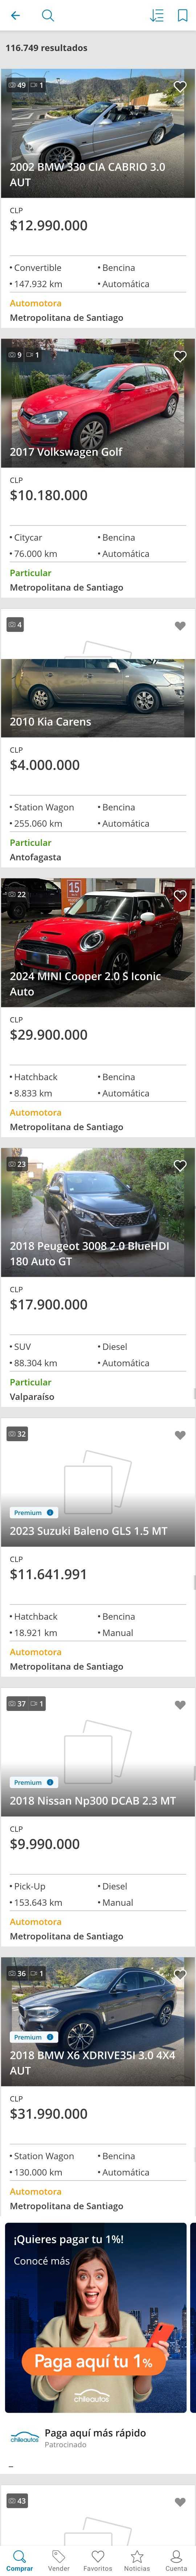 116.749 resultados
49 1
2002 BMW 330 CIA CABRIO 3.0
AUT
CLP
$12.990.000
• Convertible • Bencina
• 147.932 km • Automática
Automotora
Metropolitana de Santiago
9 1
2017 Volkswagen Golf
CLP
$10.180.000
• Citycar • Bencina
• 76.000 km • Automática
Particular
Metropolitana de Santiago
4
2010 Kia Carens
CLP
$4.000.000
• Station Wagon • Bencina
• 255.060 km • Automática
Particular
Antofagasta
22
15
2024 MINI Cooper 2.0 S Iconic
Auto
CLP
$29.900.000
• Hatchback • Bencina
• 8.833 km • Automática
Automotora
Metropolitana de Santiago
23
2018 Peugeot 3008 2.0 BlueHDI
180 Auto GT
CLP
$17.900.000
• SUV • Diesel
• 88.304 km • Automática
Particular
Valparaíso
32
Premium
2023 Suzuki Baleno GLS 1.5 MT
CLP
$11.641.991
• Hatchback • Bencina
• 18.921 km • Manual
Automotora
Metropolitana de Santiago
37 1
Premium
2018 Nissan Np300 DCAB 2.3 MT
CLP
$9.990.000
• Pick-Up • Diesel
• 153.643 km • Manual
Automotora
Metropolitana de Santiago
36 1
Premium
2018 BMW X6 XDRIVE35I 3.0 4X4
AUT
CLP
$31.990.000
• Station Wagon • Bencina
• 130.000 km • Automática
Automotora
Metropolitana de Santiago
¡Quieres pagar tu 1%!
Conocé más
Paga aquí tu 1%
chileautos
chileautos
Paga aquí más rápido
Patrocinado
–
43
Comprar Vender Favoritos Noticias Cuenta